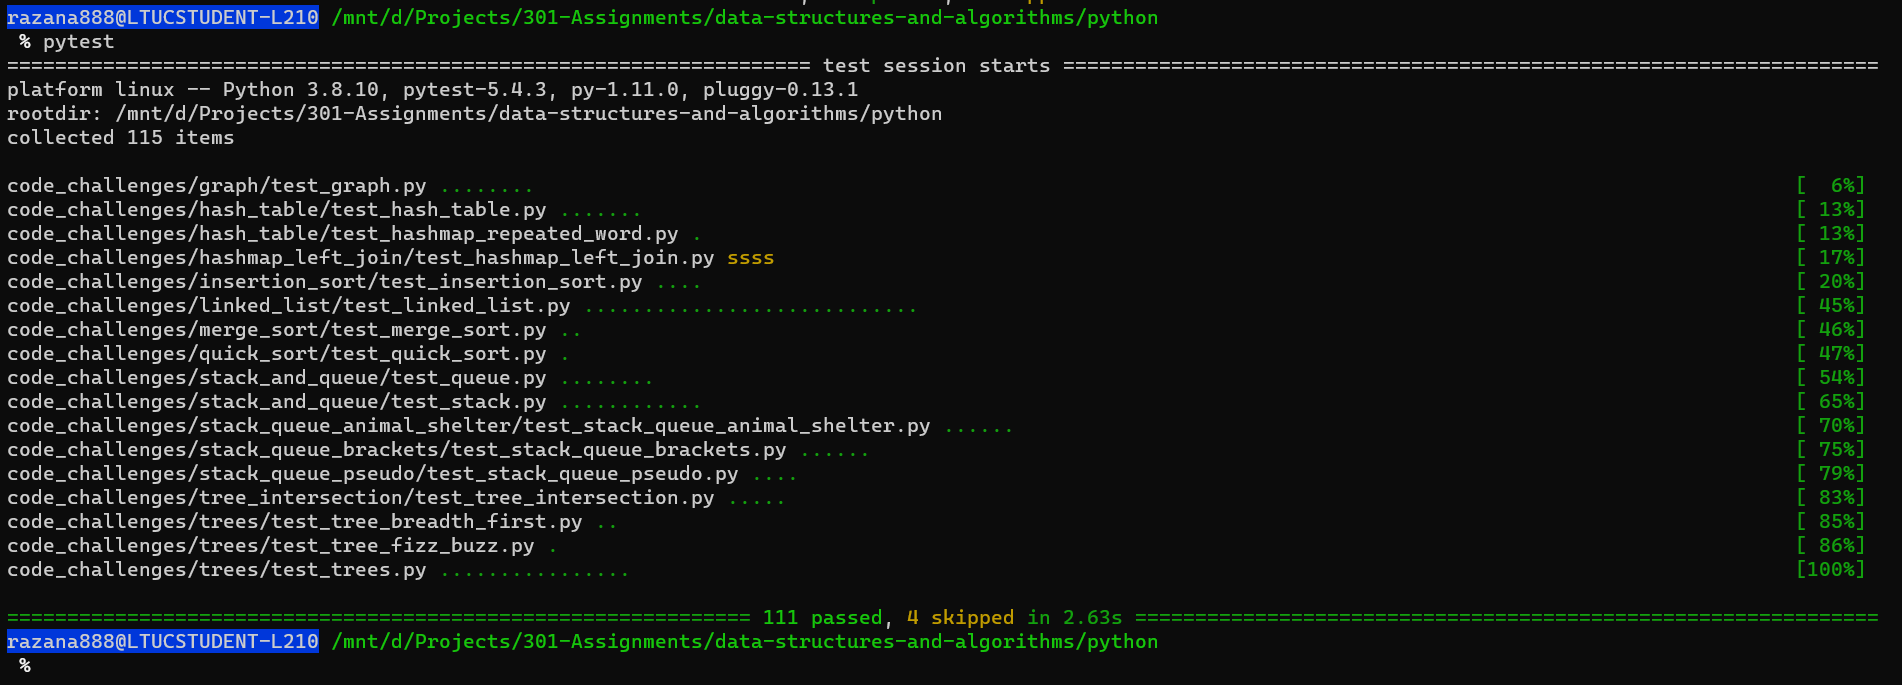 razana888@LTUCSTUDENT-L210 /mnt/d/Projects/301-Assignments/data-structures-and-algorithms/python
% pytest
=================================================================== test session starts ====================================================================
platform linux -- Python 3.8.10, pytest-5.4.3, py-1.11.0, pluggy-0.13.1
rootdir: /mnt/d/Projects/301-Assignments/data-structures-and-algorithms/python
collected 115 items
code_challenges/graph/test_graph.py ........ [  6%]
code_challenges/hash_table/test_hash_table.py ....... [ 13%]
code_challenges/hash_table/test_hashmap_repeated_word.py . [ 13%]
code_challenges/hashmap_left_join/test_hashmap_left_join.py ssss [ 17%]
code_challenges/insertion_sort/test_insertion_sort.py .... [ 20%]
code_challenges/linked_list/test_linked_list.py ............................ [ 45%]
code_challenges/merge_sort/test_merge_sort.py .. [ 46%]
code_challenges/quick_sort/test_quick_sort.py . [ 47%]
code_challenges/stack_and_queue/test_queue.py ........ [ 54%]
code_challenges/stack_and_queue/test_stack.py ............ [ 65%]
code_challenges/stack_queue_animal_shelter/test_stack_queue_animal_shelter.py ...... [ 70%]
code_challenges/stack_queue_brackets/test_stack_queue_brackets.py ...... [ 75%]
code_challenges/stack_queue_pseudo/test_stack_queue_pseudo.py .... [ 79%]
code_challenges/tree_intersection/test_tree_intersection.py ..... [ 83%]
code_challenges/trees/test_tree_breadth_first.py .. [ 85%]
code_challenges/trees/test_tree_fizz_buzz.py . [ 86%]
code_challenges/trees/test_trees.py ................ [100%]
============================================================== 111 passed, 4 skipped in 2.63s ==============================================================
razana888@LTUCSTUDENT-L210 /mnt/d/Projects/301-Assignments/data-structures-and-algorithms/python
%